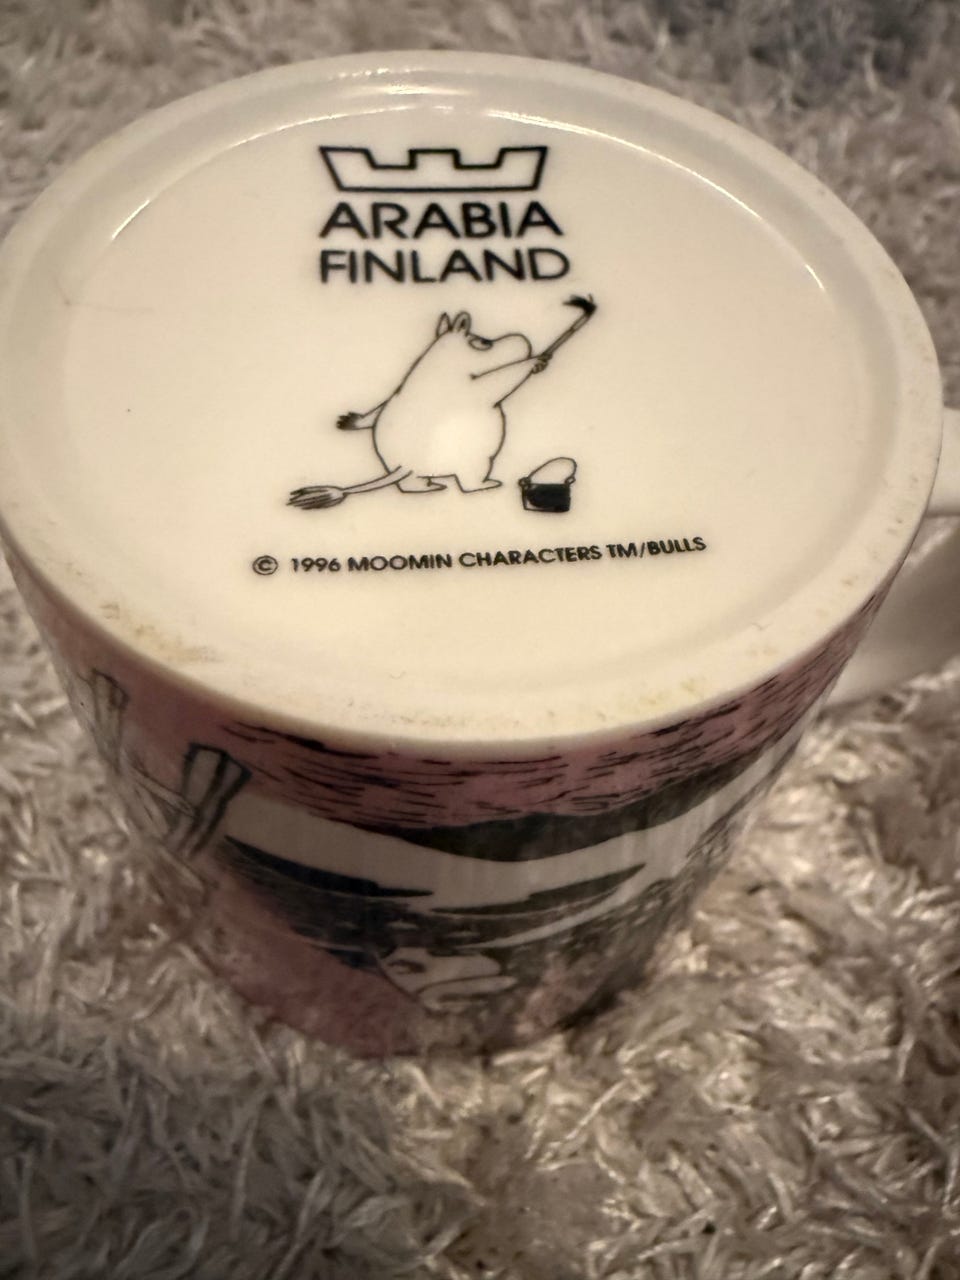 ARABIA
FINLAND
© 1996 MOOMIN CHARACTERS TM/BULLS